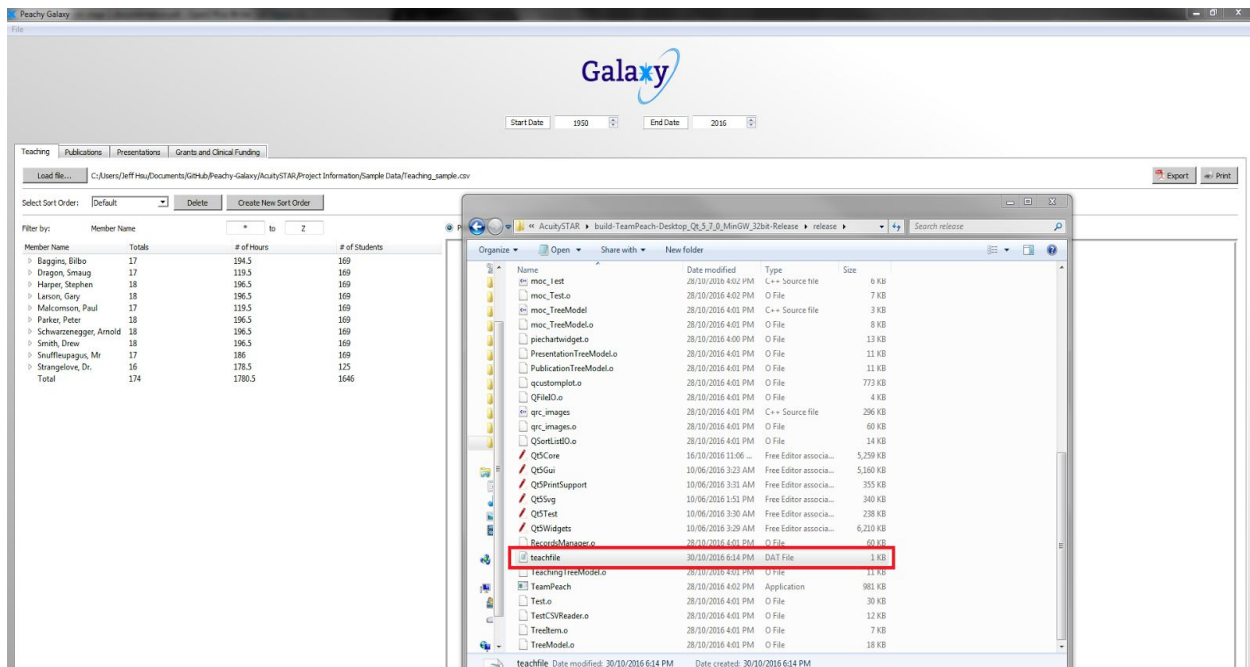 Peachy Galaxy
File
Galaxy
Start Date 1950 End Date 2016
Teaching Publications Presentations Grants and Clinical Funding
Load file... C:/Users/Jeff Hsu/Documents/GitHub/Peachy-Galaxy/AcuitySTAR/Project Information/Sample Data/Teaching_sample.csv Export Print
Select Sort Order: Default Delete Create New Sort Order
Filter by: Member Name * to Z
Member Name Totals # of Hours # of Students
Baggins, Bilbo 17 194.5 169
Dragon, Smaug 17 119.5 169
Harper, Stephen 18 196.5 169
Larson, Gary 18 196.5 169
Malcomson, Paul 17 119.5 169
Parker, Peter 18 196.5 169
Schwarzenegger, Arnold 18 196.5 169
Smith, Drew 18 196.5 169
Snuffleupagus, Mr 17 186 169
Strangelove, Dr. 16 178.5 125
Total 174 1780.5 1646
« AcuitySTAR build-TeamPeach-Desktop_Qt_5_7_0_MinGW_32bit-Release release Search release
Organize Open Share with New folder
Name Date modified Type Size
moc_Test 28/10/2016 4:02 PM C++ Source file 6 KB
moc_Test.o 28/10/2016 4:02 PM O File 7 KB
moc_TreeModel 28/10/2016 4:01 PM C++ Source file 3 KB
moc_TreeModel.o 28/10/2016 4:01 PM O File 8 KB
piechartwidget.o 28/10/2016 4:00 PM O File 13 KB
PresentationTreeModel.o 28/10/2016 4:01 PM O File 11 KB
PublicationTreeModel.o 28/10/2016 4:01 PM O File 11 KB
qcustomplot.o 28/10/2016 4:01 PM O File 773 KB
QFileIO.o 28/10/2016 4:01 PM O File 4 KB
qrc_images 28/10/2016 4:01 PM C++ Source file 296 KB
qrc_images.o 28/10/2016 4:01 PM O File 60 KB
QSortListIO.o 28/10/2016 4:01 PM O File 14 KB
Qt5Core 16/10/2016 11:06 ... Free Editor associa... 5,259 KB
Qt5Gui 10/06/2016 3:23 AM Free Editor associa... 5,160 KB
Qt5PrintSupport 10/06/2016 3:31 AM Free Editor associa... 355 KB
Qt5Svg 10/06/2016 1:51 PM Free Editor associa... 340 KB
Qt5Test 10/06/2016 3:30 AM Free Editor associa... 238 KB
Qt5Widgets 10/06/2016 3:29 AM Free Editor associa... 6,210 KB
RecordsManager.o 28/10/2016 4:01 PM O File 60 KB
teachfile 30/10/2016 6:14 PM DAT File 1 KB
TeachingTreeModel.o 28/10/2016 4:01 PM O File 11 KB
TeamPeach 28/10/2016 4:02 PM Application 981 KB
Test.o 28/10/2016 4:01 PM O File 30 KB
TestCSVReader.o 28/10/2016 4:01 PM O File 12 KB
TreeItem.o 28/10/2016 4:01 PM O File 7 KB
TreeModel.o 28/10/2016 4:01 PM O File 18 KB
teachfile Date modified: 30/10/2016 6:14 PM Date created: 30/10/2016 6:14 PM